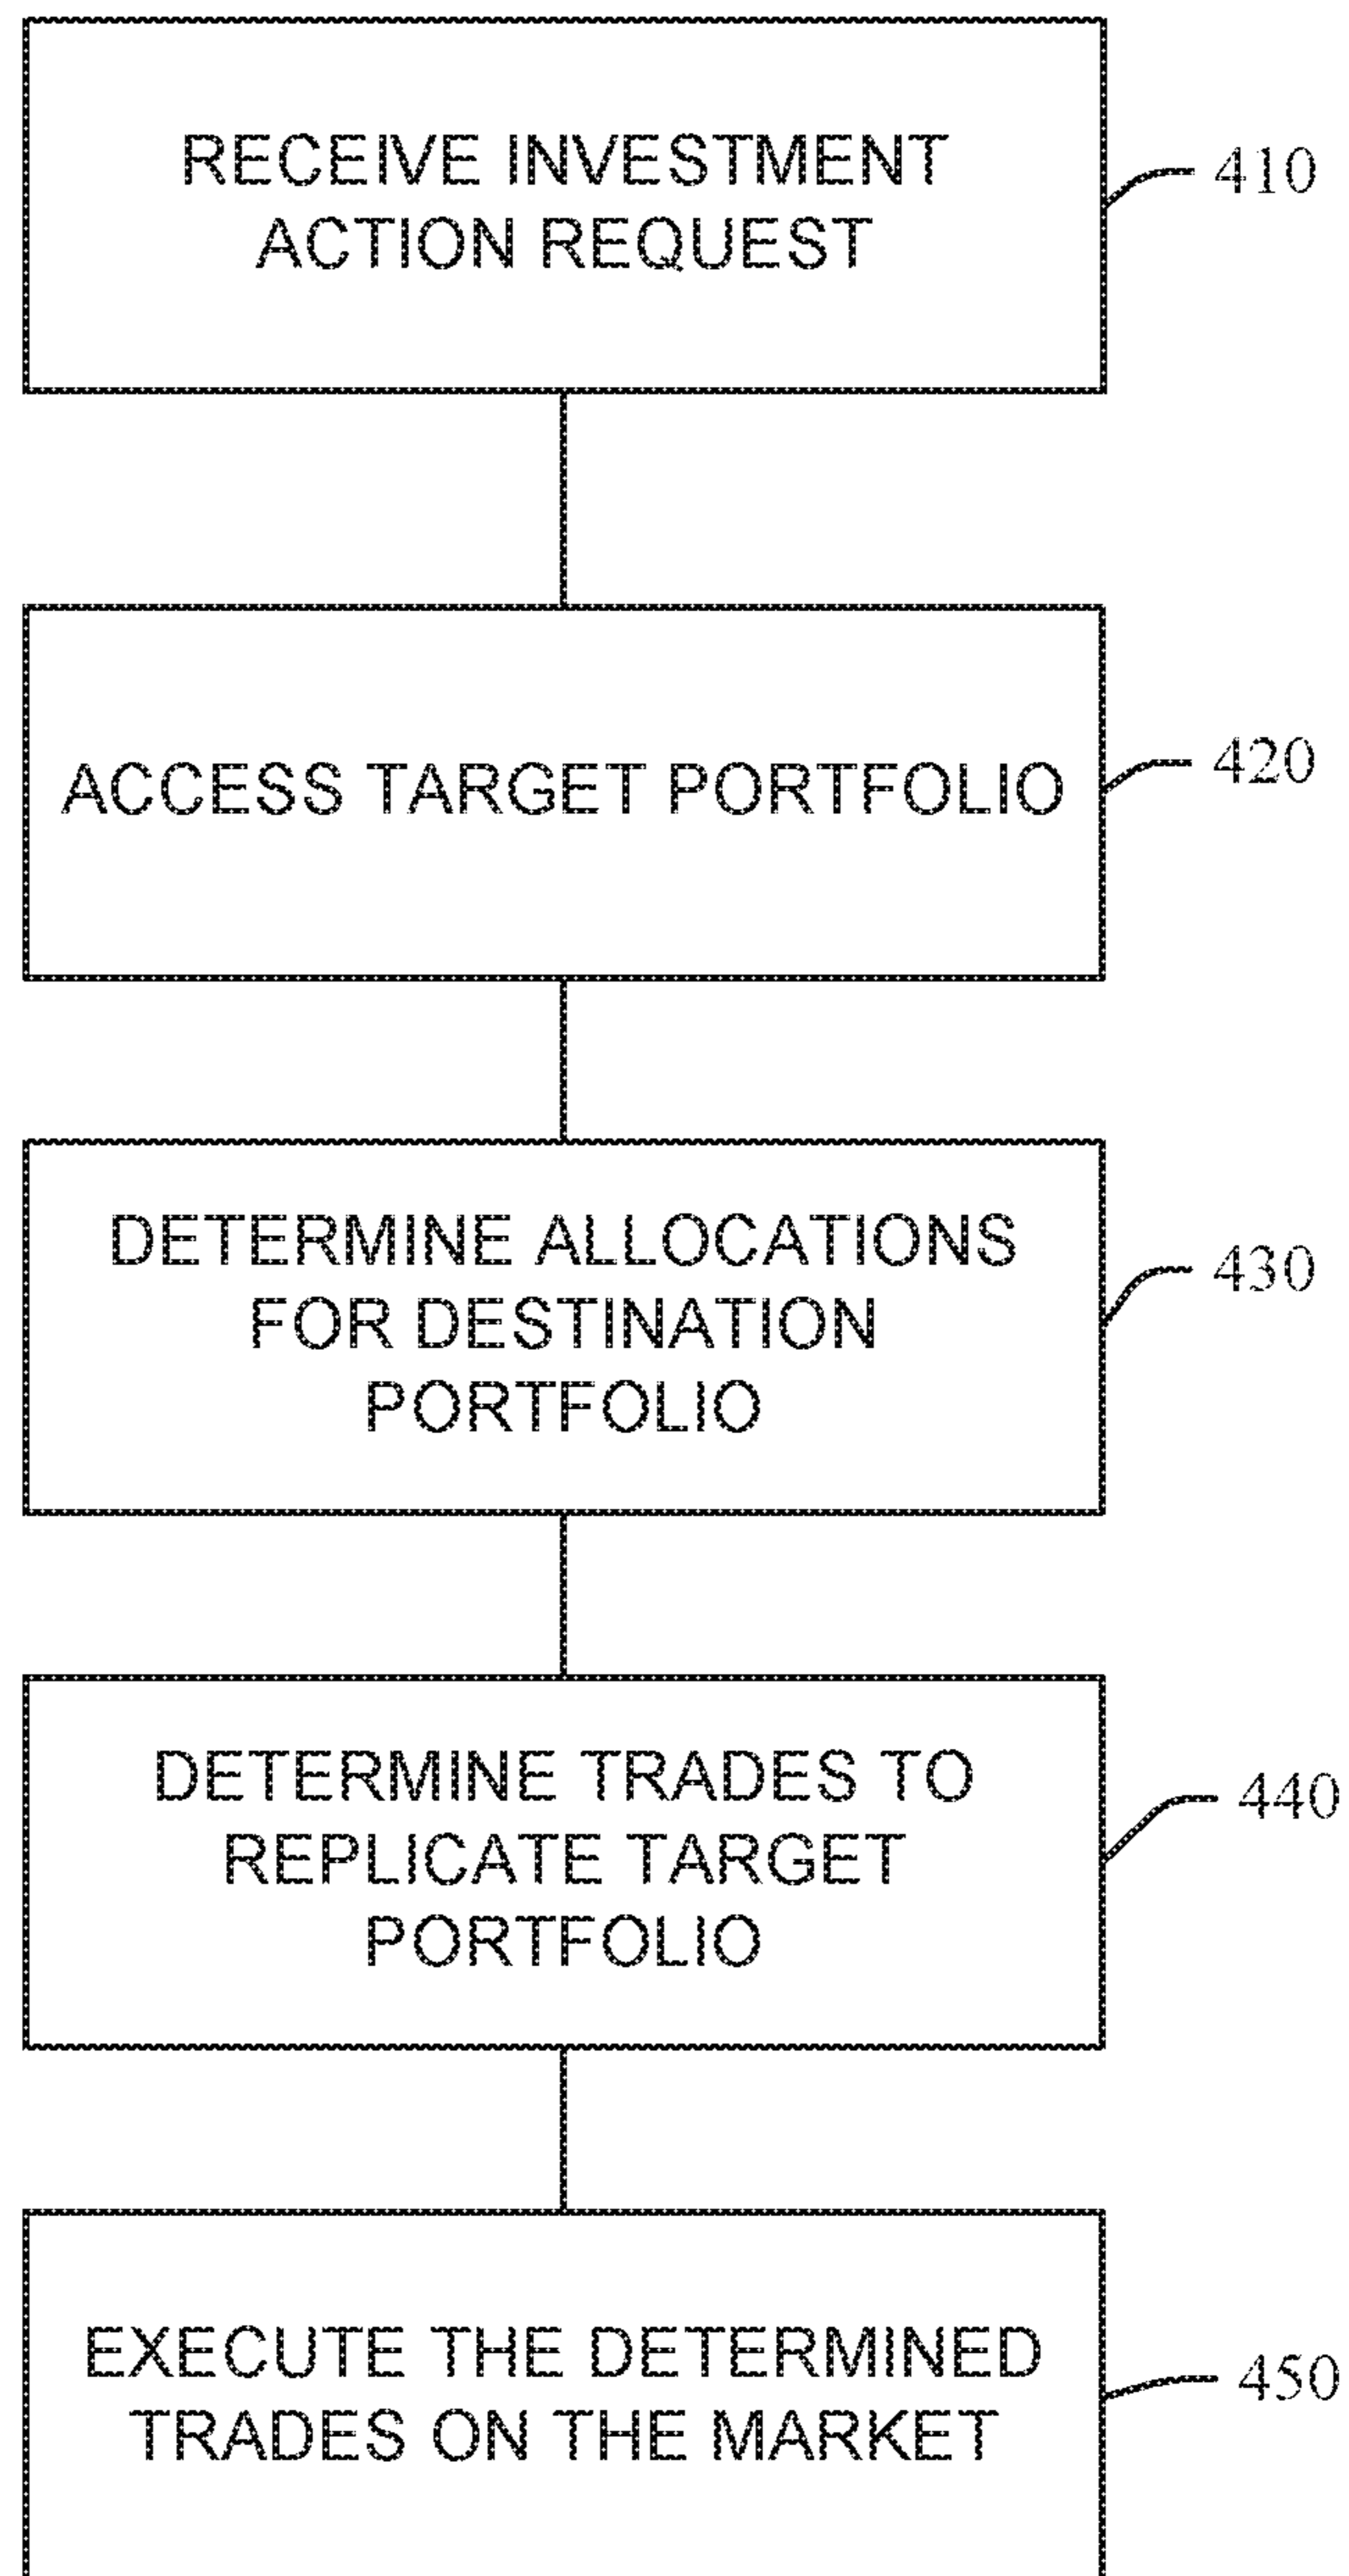 RECEIVE INVESTMENT
ACTION REQUEST
410
ACCESS TARGET PORTFOLIO
420
DETERMINE ALLOCATIONS
FOR DESTINATION
PORTFOLIO
430
DETERMINE TRADES TO
REPLICATE TARGET
PORTFOLIO
440
EXECUTE THE DETERMINED
TRADES ON THE MARKET
450